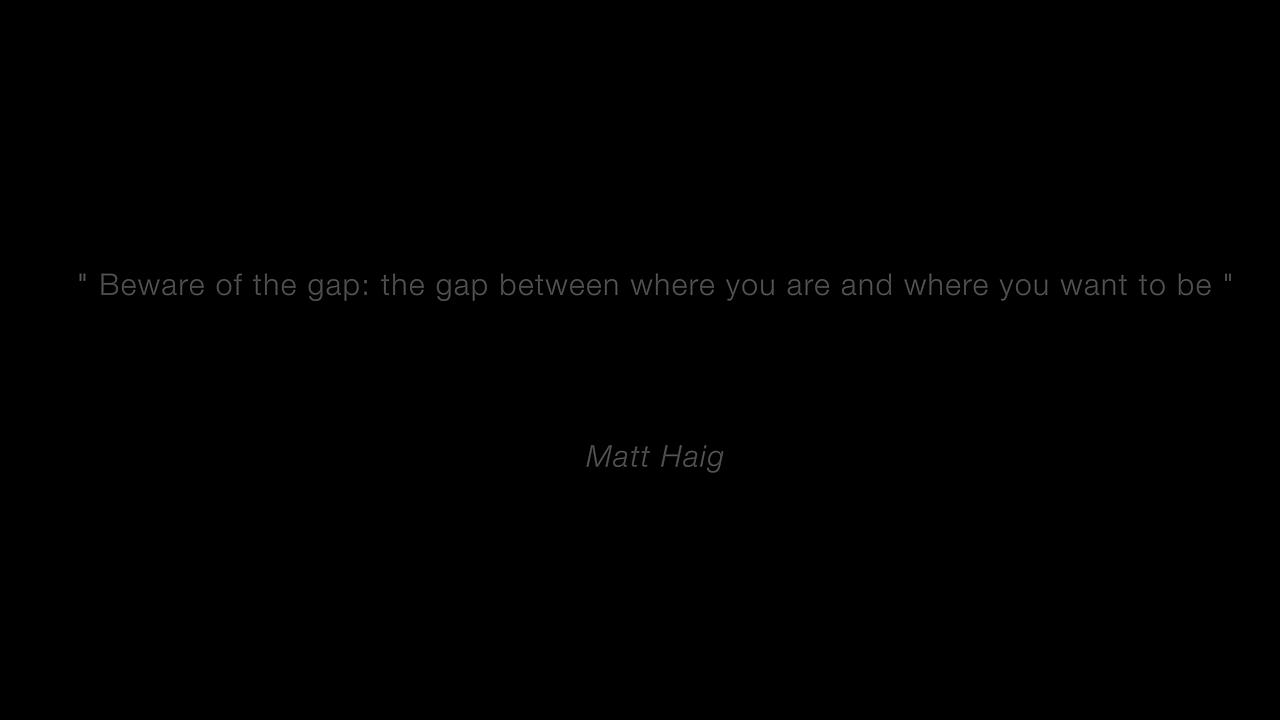 " Beware of the gap: the gap between where you are and where you want to be "
Matt Haig